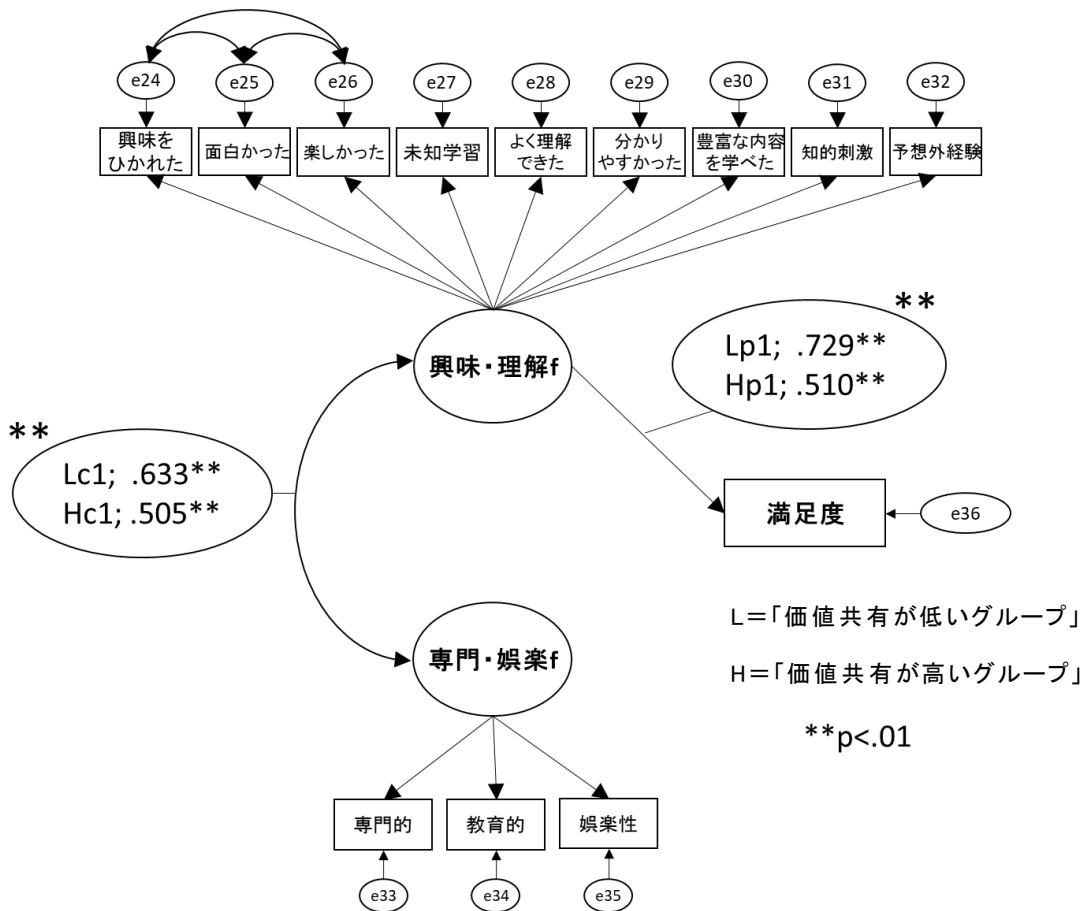 e24
e25
e26
e27
e28
e29
e30
e31
e32
興味を
ひかれた
面白かった
楽しかった
未知学習
よく理解
できた
分かり
やすかった
豊富な内容
を学べた
知的刺激
予想外経験
**
Lp1; .729**
Hp1; .510**
興味・理解f
**
Lc1; .633**
Hc1; .505**
満足度
e36
専門・娯楽f
L=「価値共有が低いグループ」
H=「価値共有が高いグループ」
**p<.01
専門的
教育的
娯楽性
e33
e34
e35